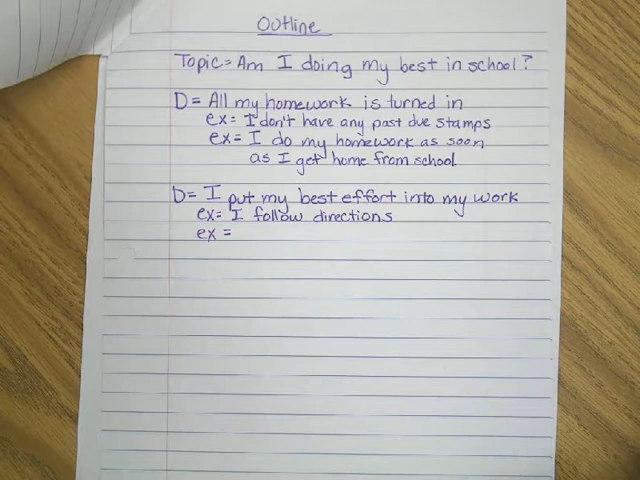 Outline
Topic= Am I doing my best in school?
D= All my homework is turned in
ex= I don't have any past due stamps
ex= I do my homework as soon
as I get home from school.
D= I put my best effort into my work
ex= I follow directions
ex=